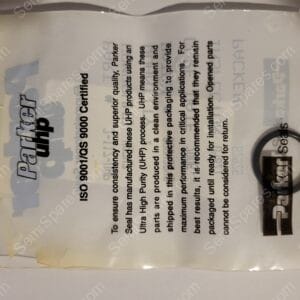 Parker
uhp
ISO 9001/QS 9000 Certified
To ensure consistency and superior quality, Parker
Seal has manufactured these UHP products using an
Ultra High Purity (UHP) process. UHP means these
parts are produced in a clean environment and
shipped in this protective packaging to provide
maximum performance in critical applications. For
best results, it is recommended that they remain
packaged until ready for installation. Opened parts
cannot be considered for return.
Parker
Seals